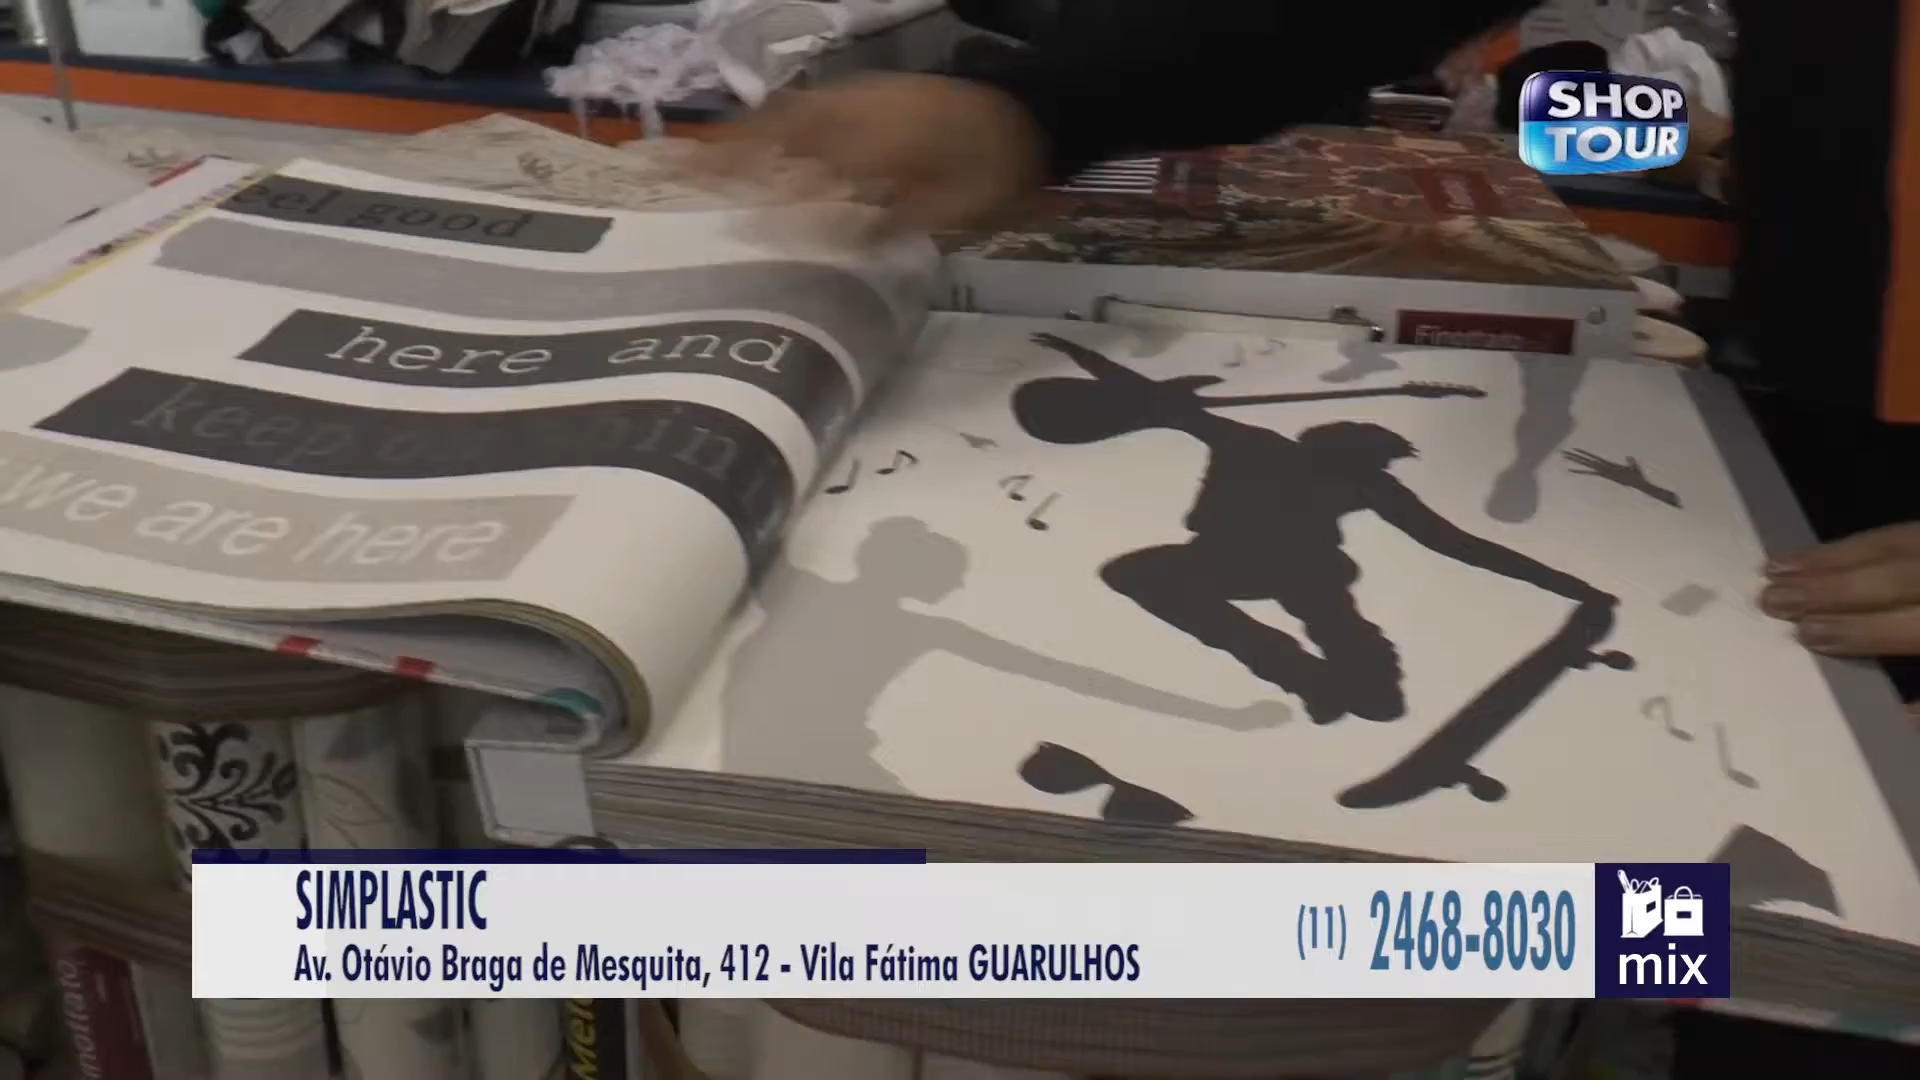 SHOP
TOUR
eel good
here and
keep
we are here
SIMPLASTIC
Av. Otávio Braga de Mesquita, 412 - Vila Fátima GUARULHOS
(11) 2468-8030
mix